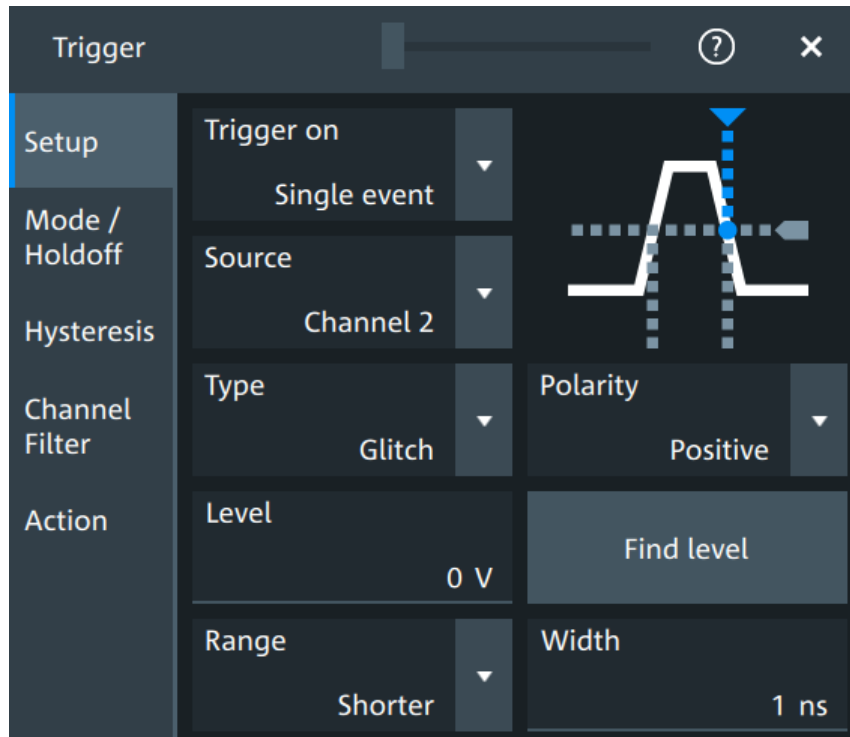 Trigger
?
Setup
Mode /
Holdoff
Hysteresis
Channel
Filter
Action
Trigger on
Single event
Source
Channel 2
Type
Glitch
Polarity
Positive
Level
0 V
Find level
Range
Shorter
Width
1 ns